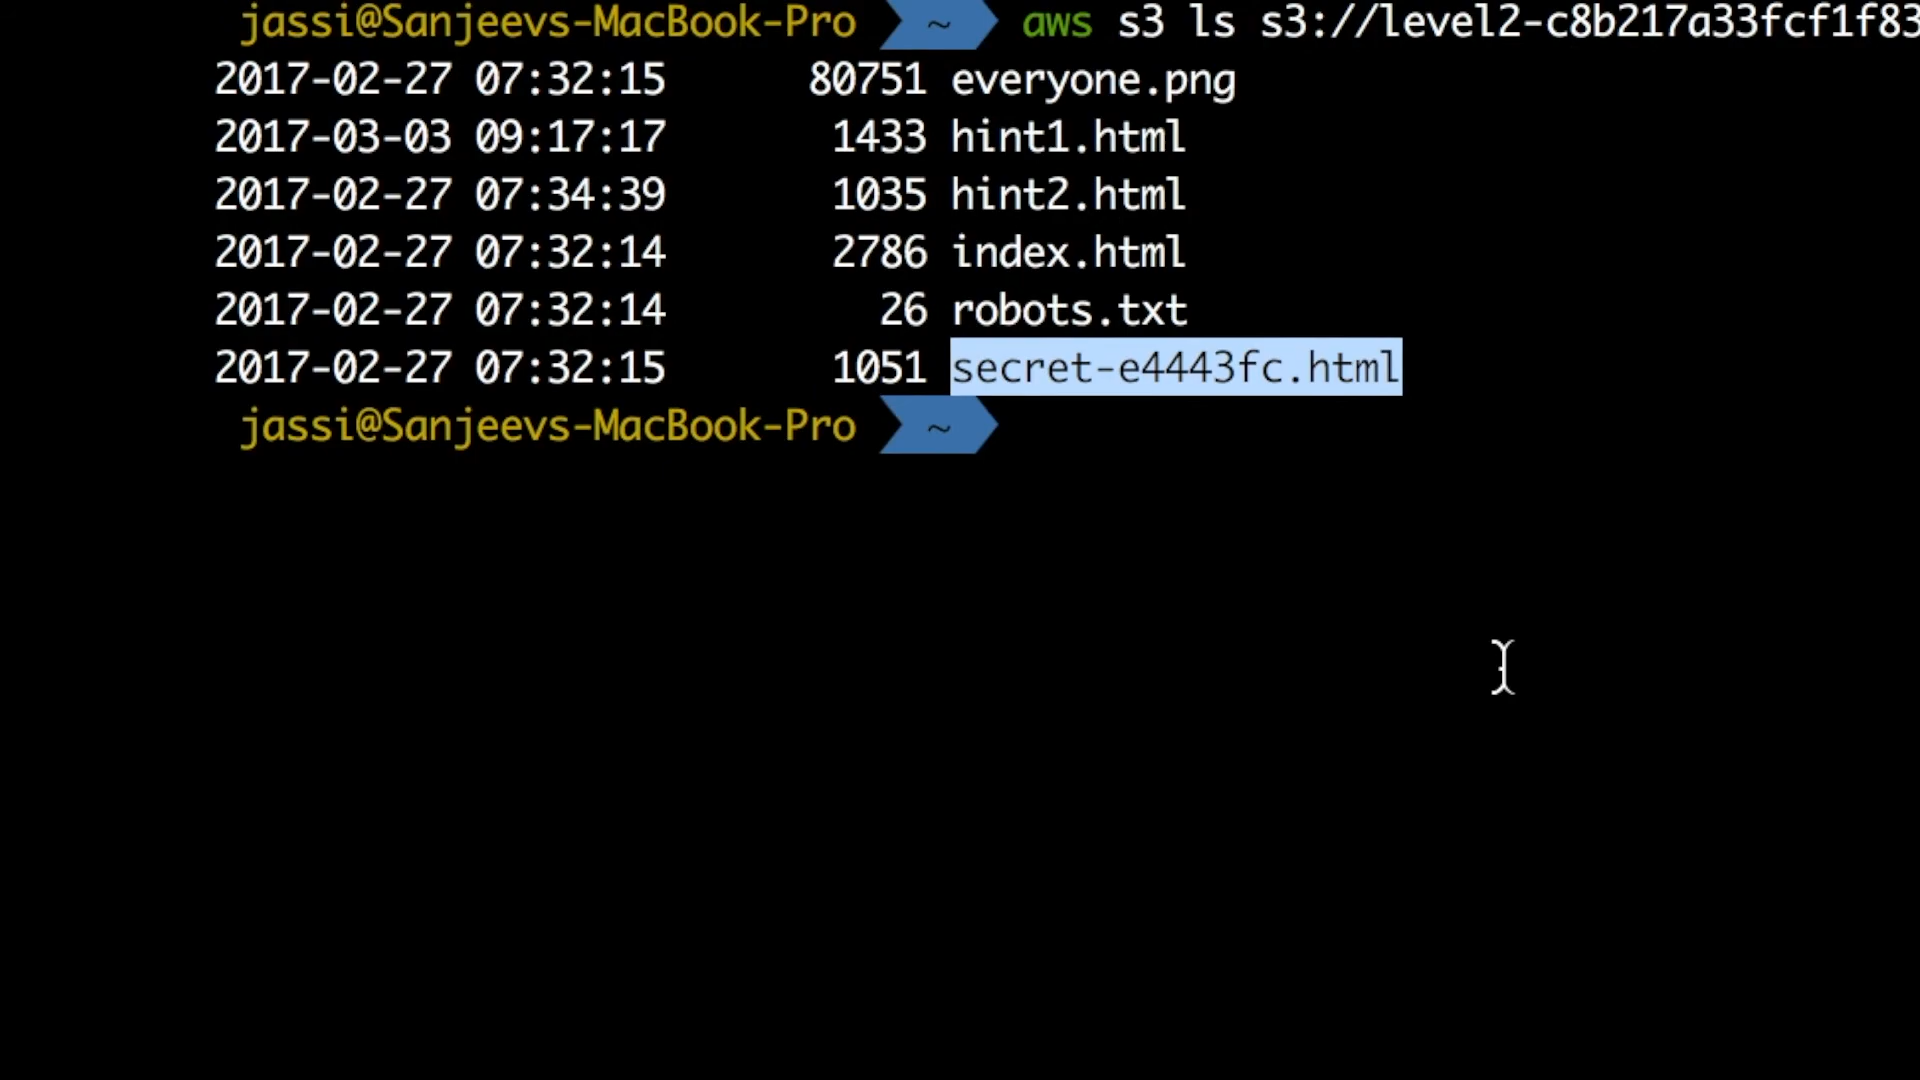 jassi@Sanjeevs-MacBook-Pro ~ aws s3 ls s3://level2-c8b217a33fcf1f83
2017-02-27 07:32:15 80751 everyone.png
2017-03-03 09:17:17 1433 hint1.html
2017-02-27 07:34:39 1035 hint2.html
2017-02-27 07:32:14 2786 index.html
2017-02-27 07:32:14 26 robots.txt
2017-02-27 07:32:15 1051 secret-e4443fc.html
jassi@Sanjeevs-MacBook-Pro ~